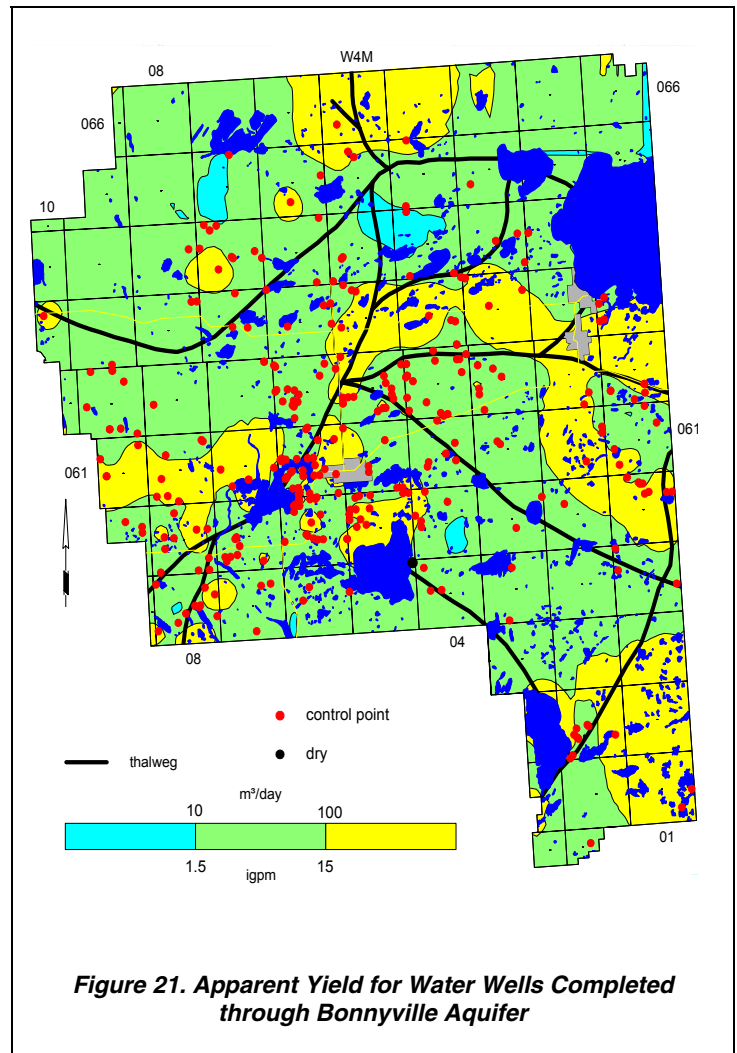 W4M
08
066
066
10
061
061
04
08
control point
dry
thalweg
m³/day
10
100
1.5
15
igpm
01
Figure 21. Apparent Yield for Water Wells Completed
through Bonnyville Aquifer